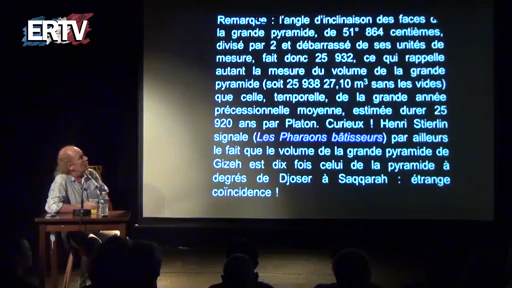 ERTV
Remarque : l'angle d'inclinaison des faces d
la grande pyramide, de 51° 864 centièmes,
divisé par 2 et débarrassé de ses unités de
mesure, fait donc 25 932, ce qui rappelle
autant la mesure du volume de la grande
pyramide (soit 25 938 27,10 m³ sans les vides)
que celle, temporelle, de la grande année
précessionnelle moyenne, estimée durer 25
920 ans par Platon. Curieux ! Henri Stierlin
signale (Les Pharaons bâtisseurs) par ailleurs
le fait que le volume de la grande pyramide de
Gizeh est dix fois celui de la pyramide à
degrés de Djoser à Saqqarah : étrange
coïncidence !